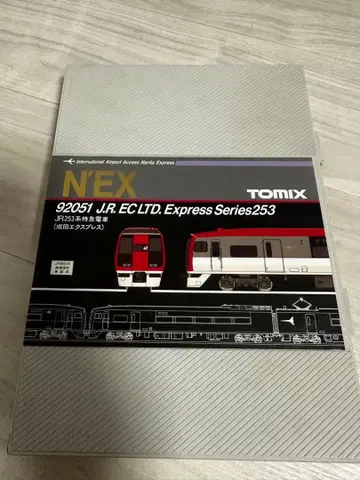 International Airport Access Narita Express
N'EX
TOMIX
92051 J.R. EC LTD. Express Series253
JR253系特急電車
(成田エクスプレス)